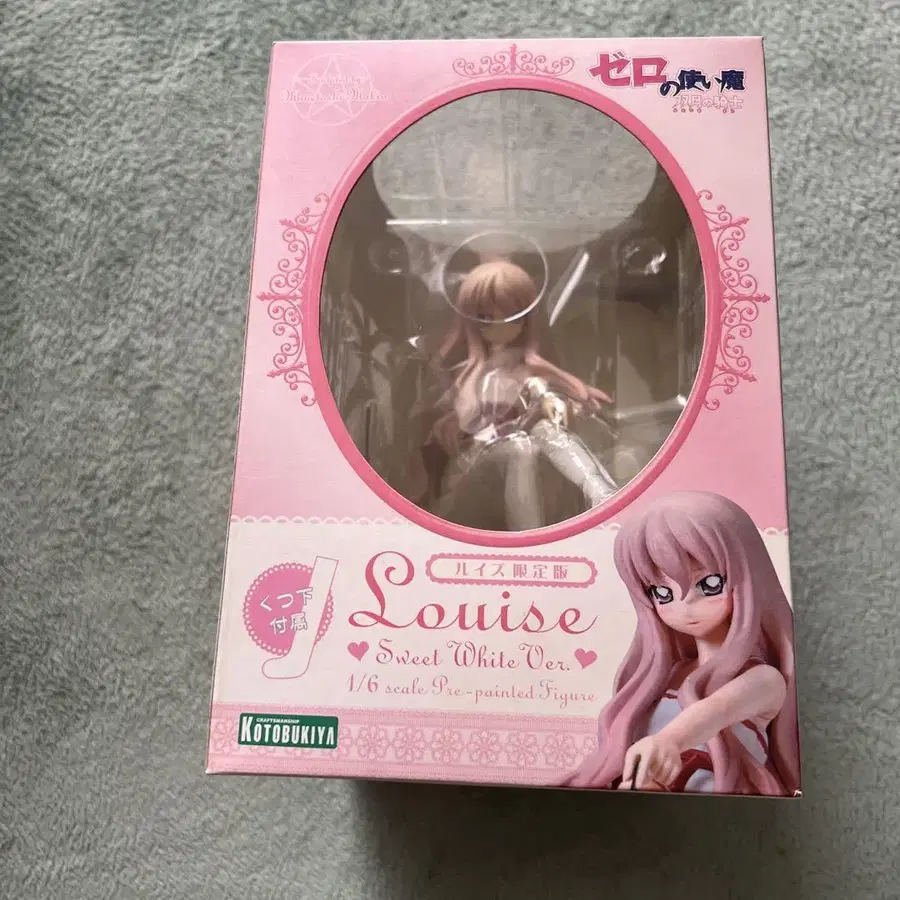 ゼロの使い魔
双月の騎士
ルイズ限定版
くつ下
付属
Louise
Sweet White Ver.
1/6 scale Pre-painted Figure
CRAFTSMANSHIP
KOTOBUKIYA